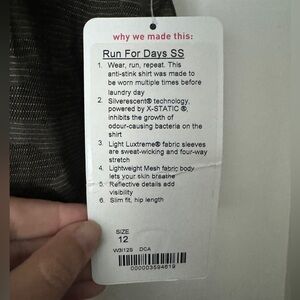 why we made this:
Run For Days SS
1. Wear, run, repeat. This
anti-stink shirt was made to
be worn multiple times before
laundry day
2. Silverescent® technology,
powered by X-STATIC ®,
inhibits the growth of
odour-causing bacteria on the
shirt
3. Light Luxtreme® fabric sleeves
are sweat-wicking and four-way
stretch
4. Lightweight Mesh fabric body
lets your skin breathe
5. Reflective details add
visibility
6. Slim fit, hip length
SIZE
12
W3I12S DCA
000003594619